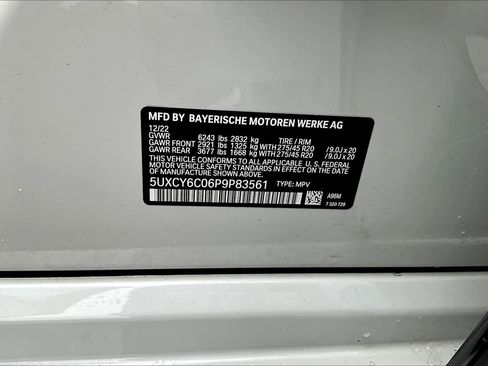 MFD BY BAYERISCHE MOTOREN WERKE AG
12/22
GVWR 6243 lbs 2832 kg TIRE / RIM
GAWR FRONT 2921 lbs 1325 kg WITH 275/45 R20 /9.0J x 20
GAWR REAR 3677 lbs 1668 kg WITH 275/45 R20 /9.0J x 20
THIS VEHICLE CONFORMS TO ALL APPLICABLE U. S. FEDERAL
MOTOR VEHICLE SAFETY STANDARDS IN EFFECT ON THE DATE OF
MANUFACTURE SHOWN ABOVE.
5UXCY6C06P9P83561 TYPE: MPV
A96M
7 320 729